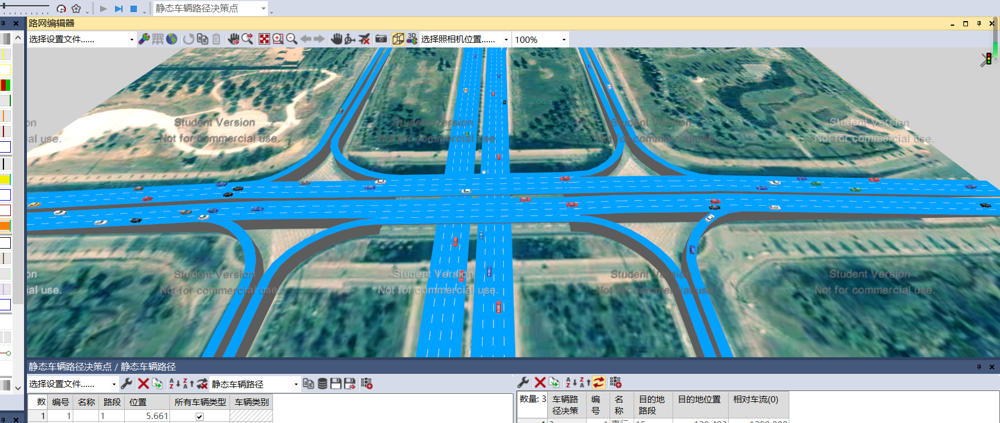 静态车辆路径决策点
路网编辑器
选择设置文件......
3D
选择照相机位置......
100%
Student Version
Not for commercial use.
Student Version
Not for commercial use.
Student Version
Not for commercial use.
Student Version
Not for commercial use.
on
al use.
Student Version
Not for commercial use.
Student Version
Not for commercial use.
Student Version
Not for commercial use.
Student Version
Not for commercial use.
on
al use.
静态车辆路径决策点 / 静态车辆路径
选择设置文件......
静态车辆路径
数 编号 名称 路段 位置 所有车辆类型 车辆类别
1 1 1 5.661
数量: 3 车辆路径决策 编号 名称 目的地路段 目的地位置 相对车流(0)